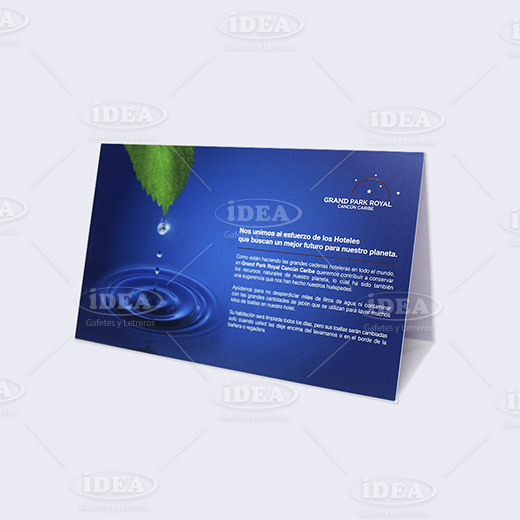 GRAND PARK ROYAL
CANCÚN CARIBE
Nos unimos al esfuerzo de los Hoteles
que buscan un mejor futuro para nuestro planeta.
Como están haciendo las grandes cadenas hoteleras en todo el mundo,
en Grand Park Royal Cancún Caribe queremos contribuir a conservar
los recursos naturales de nuestro planeta, lo cual ha sido también
una sugerencia que nos han hecho nuestros huéspedes.
Ayúdenos para no desperdiciar miles de litros de agua ni contaminar
con las grandes cantidades de jabón que se utilizan para lavar muchos
kilos de toallas en nuestro hotel.
Su habitación será limpiada todos los días, pero sus toallas serán cambiadas
solo cuando usted las deje encima del lavamanos o en el borde de la
bañera o regadera
iDEA
Gafetes y Letreros